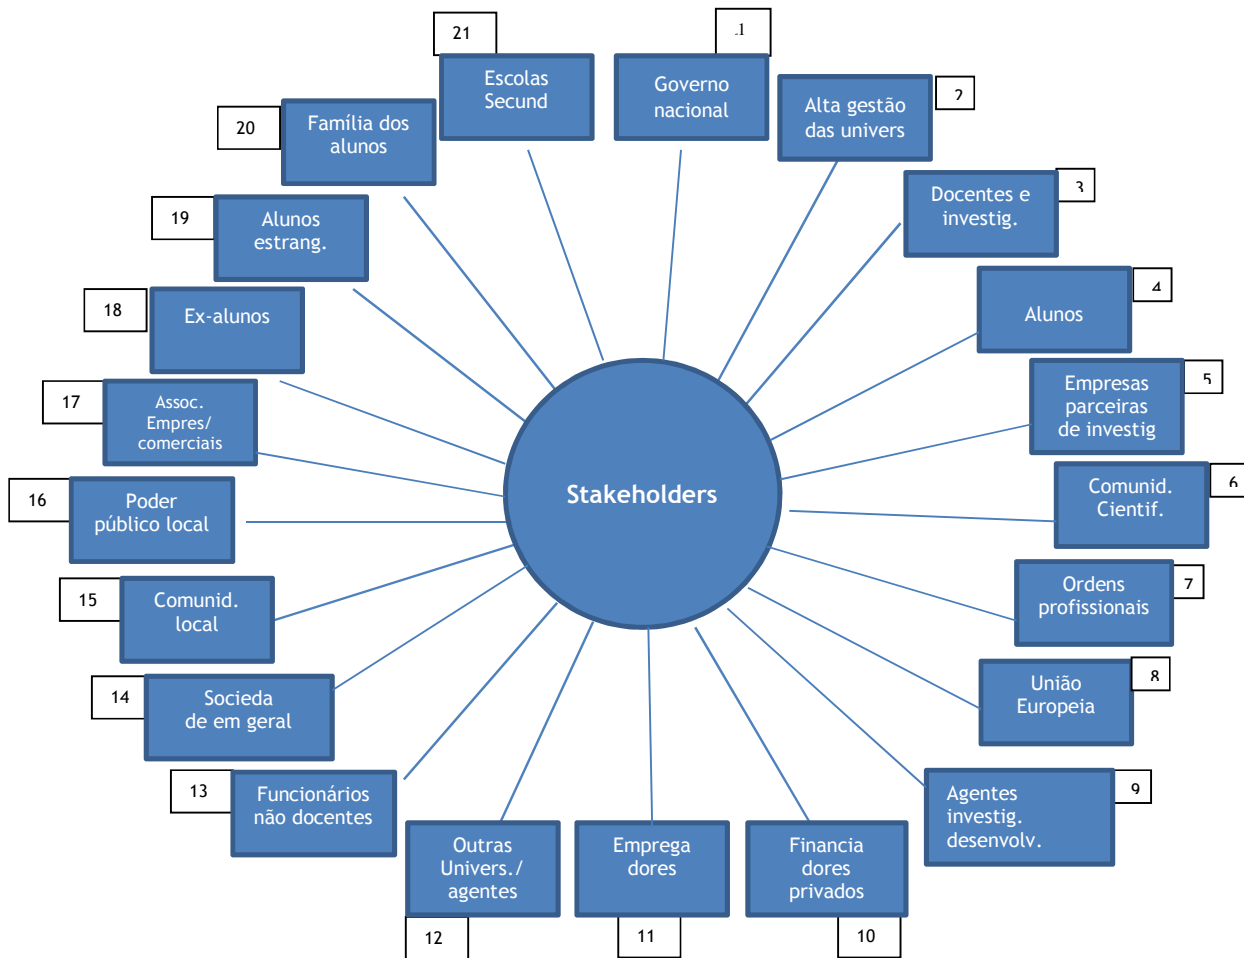 21
Escolas
Secund
1
Governo
nacional
2
Alta gestão
das univers
3
Docentes e
investig.
4
Alunos
5
Empresas
parceiras
de investig
6
Comunid.
Cientif.
7
Ordens
profissionais
8
União
Europeia
9
Agentes
investig.
desenvolv.
10
Financia
dores
privados
11
Emprega
dores
12
Outras
Univers./
agentes
13
Funcionários
não docentes
14
Socieda
de em geral
15
Comunid.
local
16
Poder
público local
17
Assoc.
Empres/
comerciais
18
Ex-alunos
19
Alunos
estrang.
20
Família dos
alunos
Stakeholders